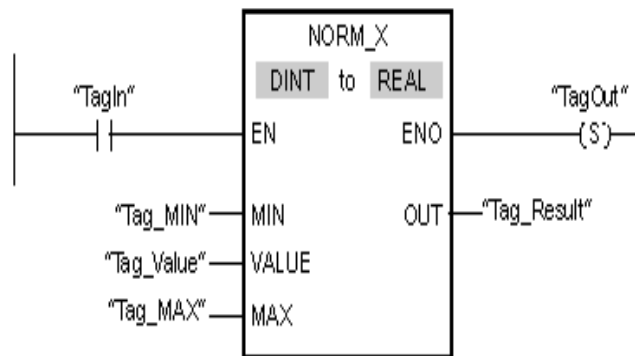 NORM_X
DINT to REAL
"TagIn"
"TagOut"
EN
ENO
(S)
"Tag_MIN"
MIN
OUT
"Tag_Result"
"Tag_Value"
VALUE
"Tag_MAX"
MAX